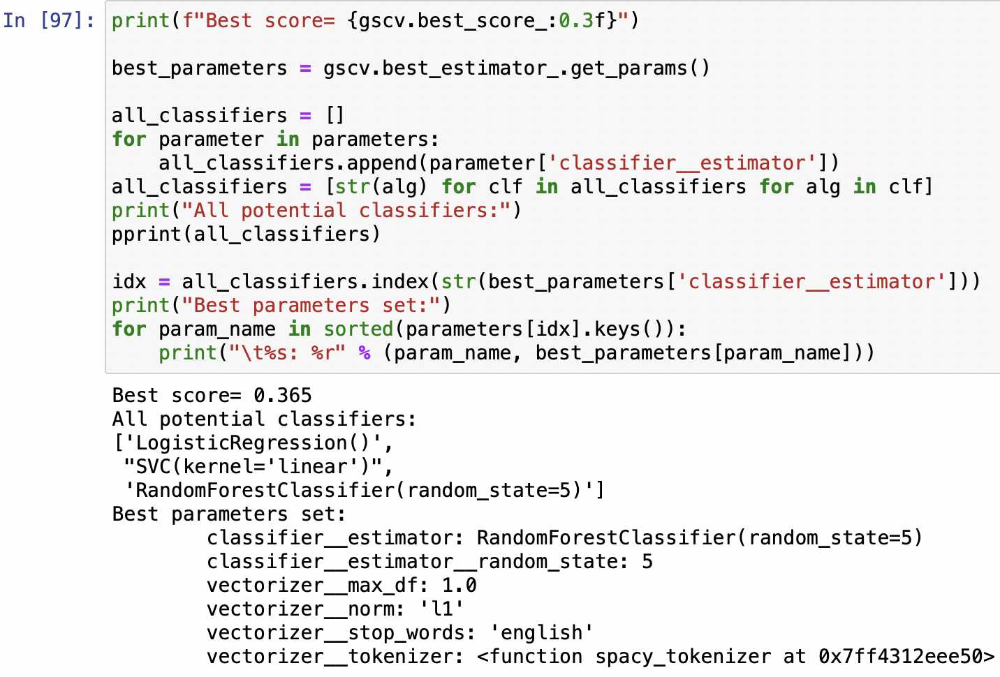 In [97]: print(f"Best score= {gscv.best_score_:0.3f}")
best_parameters = gscv.best_estimator_.get_params()
all_classifiers = []
for parameter in parameters:
    all_classifiers.append(parameter['classifier__estimator'])
all_classifiers = [str(alg) for clf in all_classifiers for alg in clf]
print("All potential classifiers:")
pprint(all_classifiers)
idx = all_classifiers.index(str(best_parameters['classifier__estimator']))
print("Best parameters set:")
for param_name in sorted(parameters[idx].keys()):
    print("\t%s: %r" % (param_name, best_parameters[param_name]))
Best score= 0.365
All potential classifiers:
['LogisticRegression()',
 "SVC(kernel='linear')",
 'RandomForestClassifier(random_state=5)']
Best parameters set:
        classifier__estimator: RandomForestClassifier(random_state=5)
        classifier__estimator__random_state: 5
        vectorizer__max_df: 1.0
        vectorizer__norm: 'l1'
        vectorizer__stop_words: 'english'
        vectorizer__tokenizer: <function spacy_tokenizer at 0x7ff4312eee50>